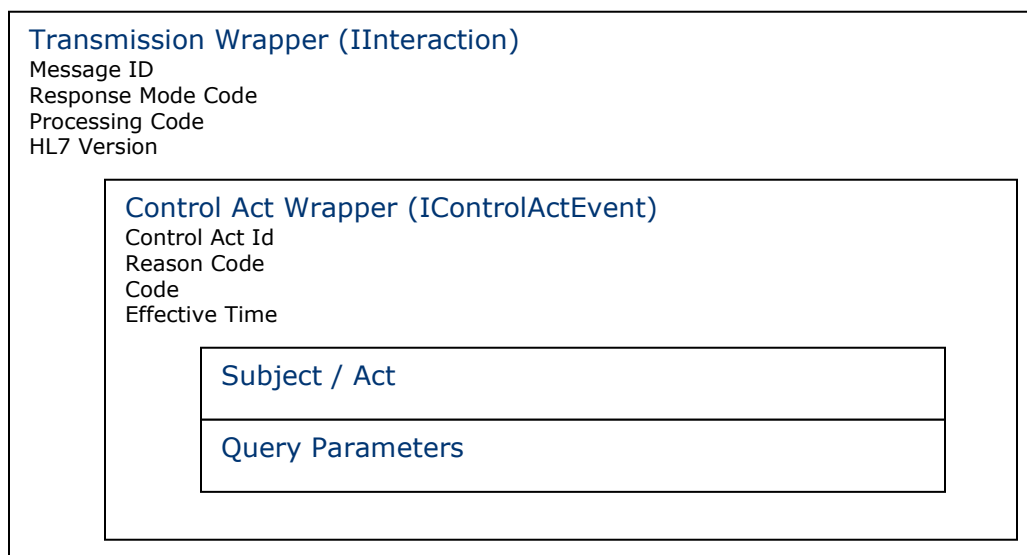 Transmission Wrapper (IInteraction)
Message ID
Response Mode Code
Processing Code
HL7 Version
Control Act Wrapper (IControlActEvent)
Control Act Id
Reason Code
Code
Effective Time
Subject / Act
Query Parameters